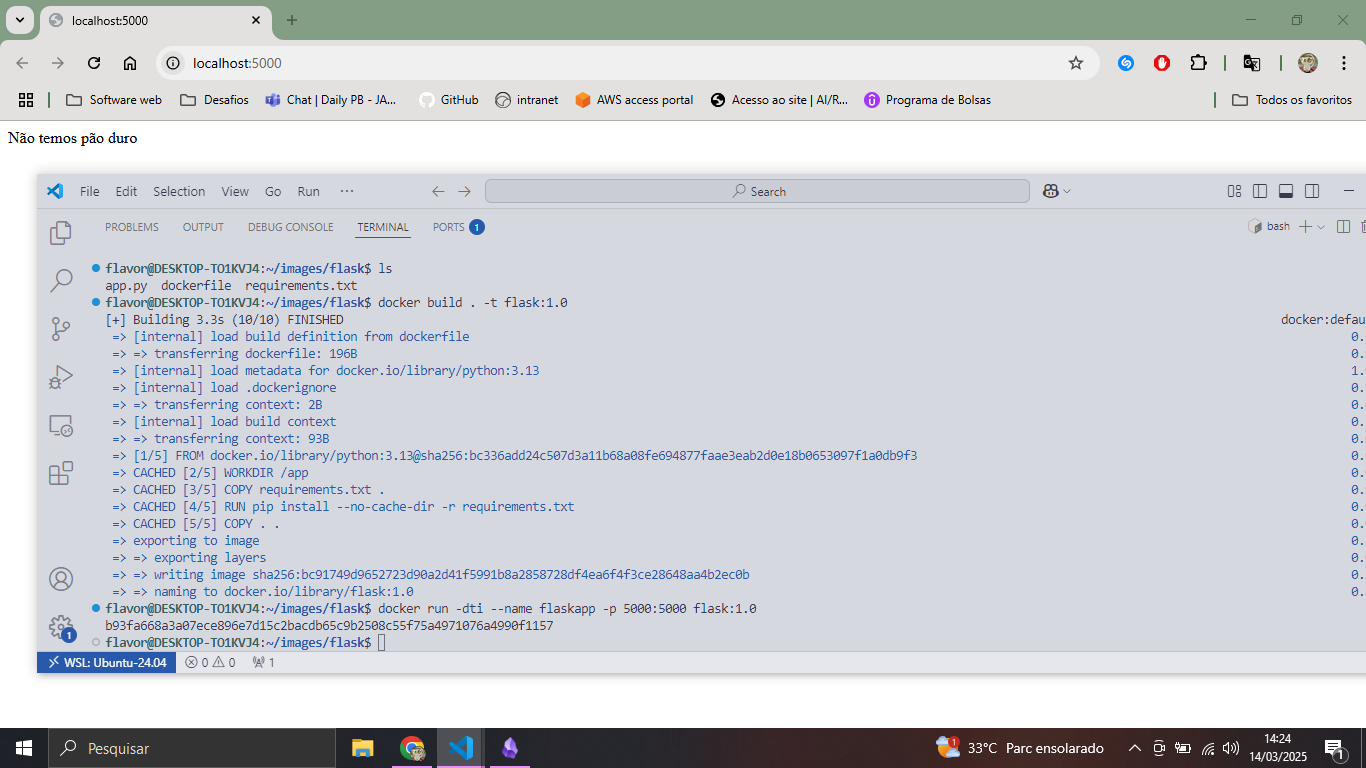 localhost:5000
localhost:5000
Software web Desafios Chat | Daily PB - JA... GitHub intranet AWS access portal Acesso ao site | AI/R... Programa de Bolsas Todos os favoritos
Não temos pão duro
File Edit Selection View Go Run ··· Search
PROBLEMS OUTPUT DEBUG CONSOLE TERMINAL PORTS 1 bash
flavor@DESKTOP-TO1KVJ4:~/images/flask$ ls
app.py dockerfile requirements.txt
flavor@DESKTOP-TO1KVJ4:~/images/flask$ docker build . -t flask:1.0
[+] Building 3.3s (10/10) FINISHED docker:defau
=> [internal] load build definition from dockerfile 0.
=> => transferring dockerfile: 196B 0.
=> [internal] load metadata for docker.io/library/python:3.13 1.
=> [internal] load .dockerignore 0.
=> => transferring context: 2B 0.
=> [internal] load build context 0.
=> => transferring context: 93B 0.
=> [1/5] FROM docker.io/library/python:3.13@sha256:bc336add24c507d3a11b68a08fe694877faae3eab2d0e18b0653097f1a0db9f3 0.
=> CACHED [2/5] WORKDIR /app 0.
=> CACHED [3/5] COPY requirements.txt . 0.
=> CACHED [4/5] RUN pip install --no-cache-dir -r requirements.txt 0.
=> CACHED [5/5] COPY . . 0.
=> exporting to image 0.
=> => exporting layers 0.
=> => writing image sha256:bc91749d9652723d90a2d41f5991b8a2858728df4ea6f4f3ce28648aa4b2ec0b 0.
=> => naming to docker.io/library/flask:1.0 0.
flavor@DESKTOP-TO1KVJ4:~/images/flask$ docker run -dti --name flaskapp -p 5000:5000 flask:1.0
b93fa668a3a07ece896e7d15c2bacdb65c9b2508c55f75a4971076a4990f1157
flavor@DESKTOP-TO1KVJ4:~/images/flask$
1
WSL: Ubuntu-24.04 0 0 1
Pesquisar 1 33°C Parc ensolarado 14:24
14/03/2025 1